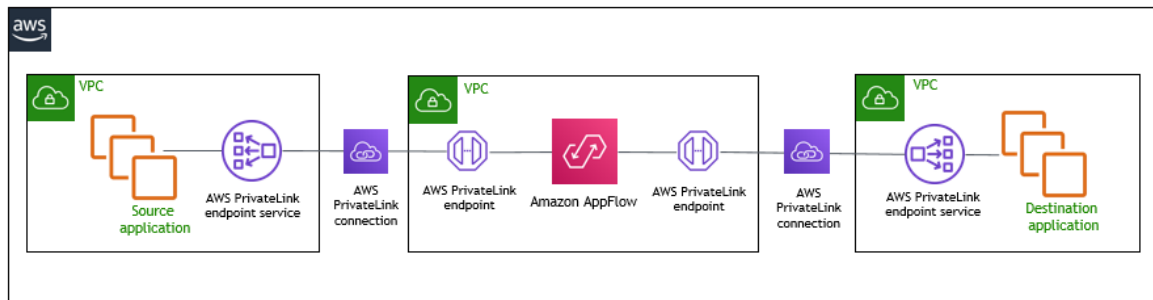 aws
VPC
Source
application
AWS PrivateLink
endpoint service
AWS
PrivateLink
connection
VPC
AWS PrivateLink
endpoint
Amazon AppFlow
AWS PrivateLink
endpoint
AWS
PrivateLink
connection
VPC
AWS PrivateLink
endpoint service
Destination
application